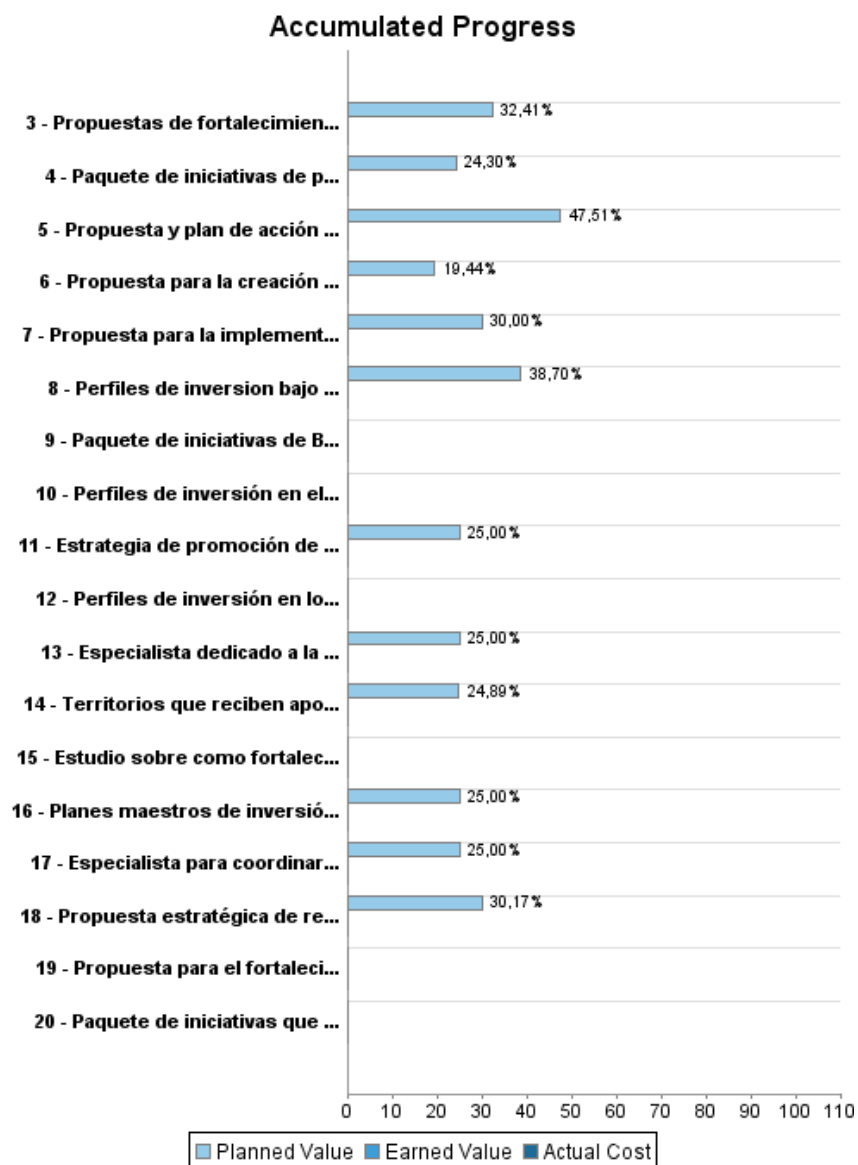 Accumulated Progress
3 - Propuestas de fortalecimien... 32,41%
4 - Paquete de iniciativas de p... 24,30%
5 - Propuesta y plan de acción ... 47,51%
6 - Propuesta para la creación ... 19,44%
7 - Propuesta para la implement... 30,00%
8 - Perfiles de inversion bajo ... 38,70%
9 - Paquete de iniciativas de B...
10 - Perfiles de inversión en el...
11 - Estrategia de promoción de ... 25,00%
12 - Perfiles de inversión en lo...
13 - Especialista dedicado a la ... 25,00%
14 - Territorios que reciben apo... 24,89%
15 - Estudio sobre como fortalec...
16 - Planes maestros de inversió... 25,00%
17 - Especialista para coordinar... 25,00%
18 - Propuesta estratégica de re... 30,17%
19 - Propuesta para el fortaleci...
20 - Paquete de iniciativas que ...
0 10 20 30 40 50 60 70 80 90 100 110
Planned Value Earned Value Actual Cost